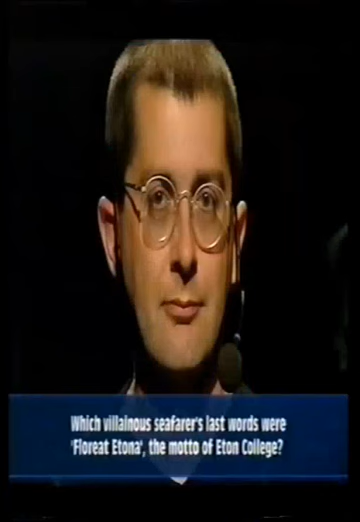 Which villainous seafarer's last words were
'Floreat Etona', the motto of Eton College?